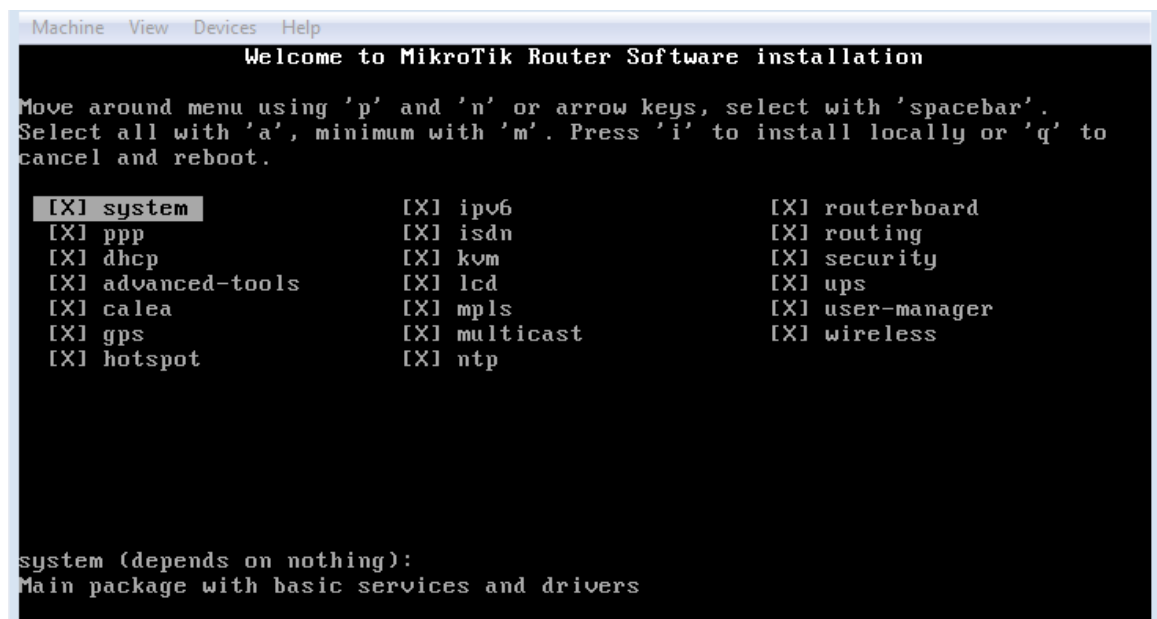 Machine View Devices Help
Welcome to MikroTik Router Software installation
Move around menu using 'p' and 'n' or arrow keys, select with 'spacebar'.
Select all with 'a', minimum with 'm'. Press 'i' to install locally or 'q' to
cancel and reboot.
[X] system [X] ipv6 [X] routerboard
[X] ppp [X] isdn [X] routing
[X] dhcp [X] kvm [X] security
[X] advanced-tools [X] lcd [X] ups
[X] calea [X] mpls [X] user-manager
[X] gps [X] multicast [X] wireless
[X] hotspot [X] ntp
system (depends on nothing):
Main package with basic services and drivers